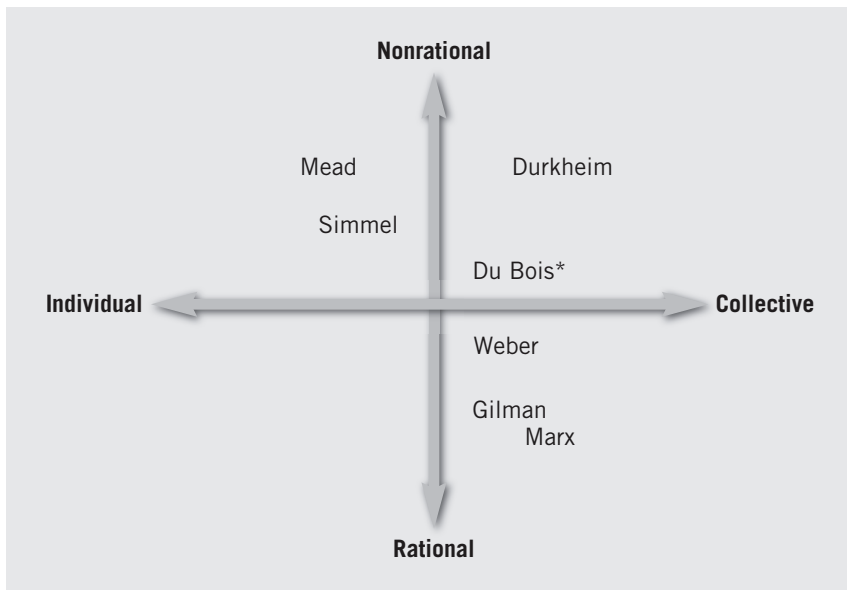 Nonrational
Mead Durkheim
Simmel
Du Bois*
Individual Collective
Weber
Gilman
Marx
Rational